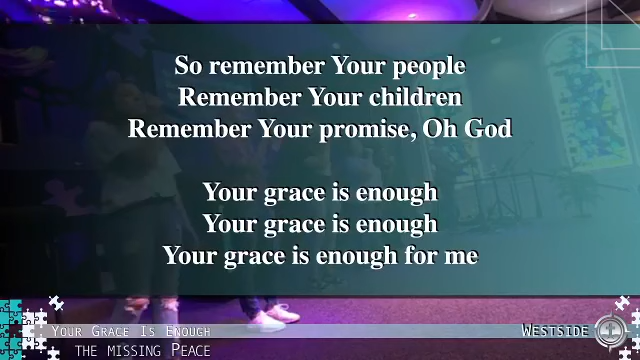 So remember Your people
Remember Your children
Remember Your promise, Oh God
Your grace is enough
Your grace is enough
Your grace is enough for me
Your Grace Is Enough
Westside
the missing Peace